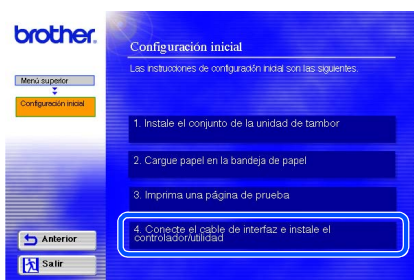 brother
Configuración inicial
Las instrucciones de configuración inicial son las siguientes.
Menú superior
Configuración inicial
1. Instale el conjunto de la unidad de tambor
2. Cargue papel en la bandeja de papel
3. Imprima una página de prueba
4. Conecte el cable de interfaz e instale el
controlador/utilidad
Anterior
Salir